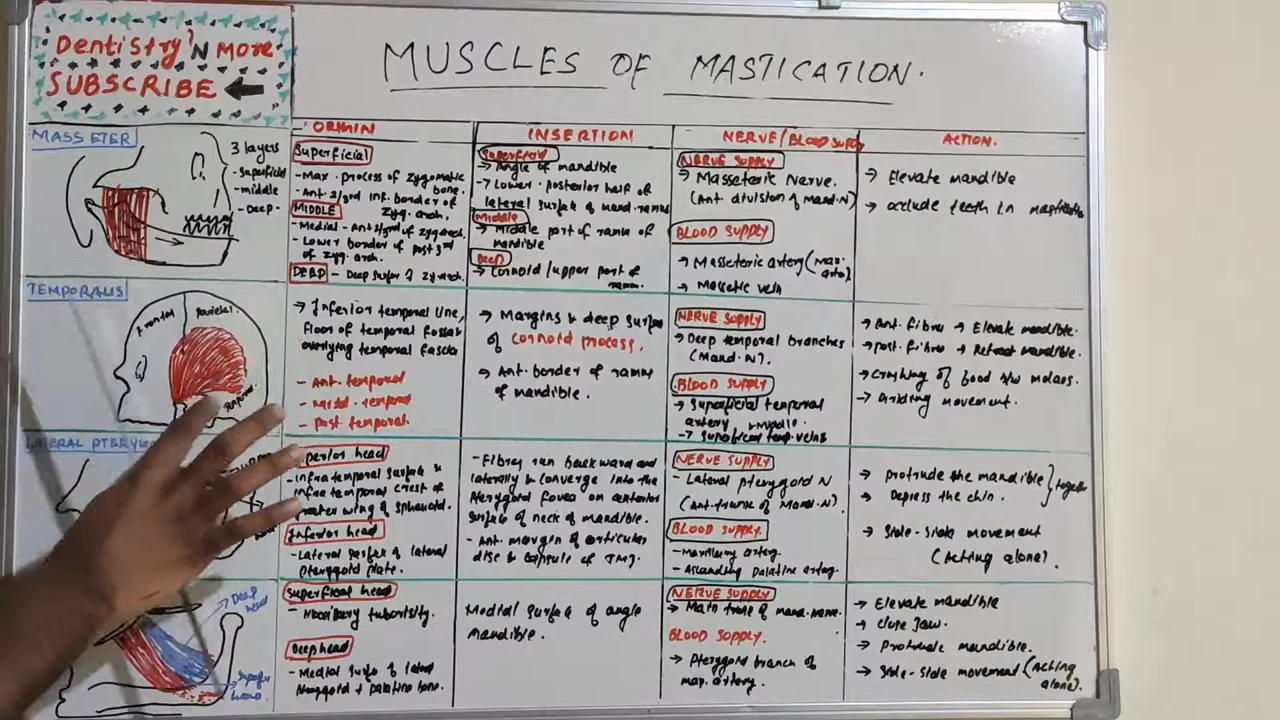 Dentistry'N More
SUBSCRIBE
MUSCLES OF MASTICATION.
ORIGIN
INSERTION
NERVE/BLOOD SUPPLY
ACTION.
MASSETER
3 layers
- superficial
- middle
- Deep -
Superficial
- Max. process of zygomatic bone.
- Ant 2/3rd inf. border of zyg. arch.
MIDDLE
- Medial - Ant 2/3rd of zyg arch.
- Lower border of post 3rd of zyg. arch.
DEEP - Deep surf of zy arch.
Superficial
→ Angle of mandible
→ Lower posterior half of
lateral surface of mand. ramus
Middle
→ Middle part of ramus of
mandible
Deep
→ Coronoid / upper part of
ramus.
NERVE SUPPLY
→ Masseteric Nerve.
(Ant division of Mand. N)
BLOOD SUPPLY
→ Masseteric artery (Max. arty)
→ Massetic vein
→ Elevate mandible
→ occlude teeth in
TEMPORALIS
Frontal
Parietal.
→ Inferior temporal line,
Floor of temporal fossa &
overlying temporal fascia
- Ant. temporal
- temporal
- Post temporal
→ Margins & deep surface
of coronoid process.
→ Ant. border of ramus
of mandible.
NERVE SUPPLY
→ Deep temporal branches
(Mand. N).
BLOOD SUPPLY
→ Superficial temporal
artery & Middle
→ Superficial temp. veins
→ Ant. fibres → Elevate mandible.
→ Post. fibres → Retract mandible.
→ Crushing of food b/w molars.
→ Grinding movement.
LATERAL
perior head
- infratemporal surface &
infratemporal crest of
greater wing of sphenoid.
Inferior head
- Lateral surface of lateral
pterygoid plate.
- Fibres run backward and
laterally & converge into the
pterygoid fovea on anterior
surface of neck of mandible.
- Ant. margin of articular
disc & capsule of TMJ.
NERVE SUPPLY
- Lateral pterygoid N
(Ant. of Mand. N)
BLOOD SUPPLY.
- Maxillary artery
- Ascending Palatine artery.
→ Protrude the mandible
→ Depress the chin.
together
→ Side-side movement
(Acting alone).
Deep
head
Superficial head
- Maxillary tuberosity.
Deep head
- Medial surface of lateral
pterygoid & palatine bone.
Medial surface of angle
mandible.
NERVE SUPPLY
→ Main trunk of mand. nerve.
BLOOD SUPPLY.
→ Pterygoid branch of
max. artery.
→ Elevate mandible
→ Close Jaw.
→ Protrude mandible.
→ Side-side movement (Acting
alone).